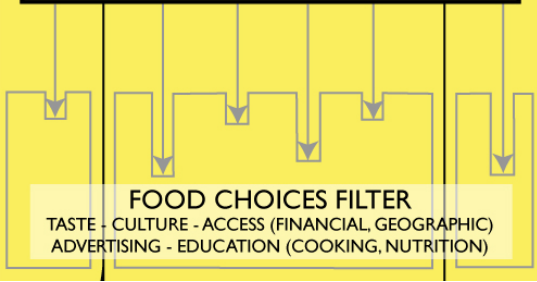 FOOD CHOICES FILTER
TASTE - CULTURE - ACCESS (FINANCIAL, GEOGRAPHIC)
ADVERTISING - EDUCATION (COOKING, NUTRITION)